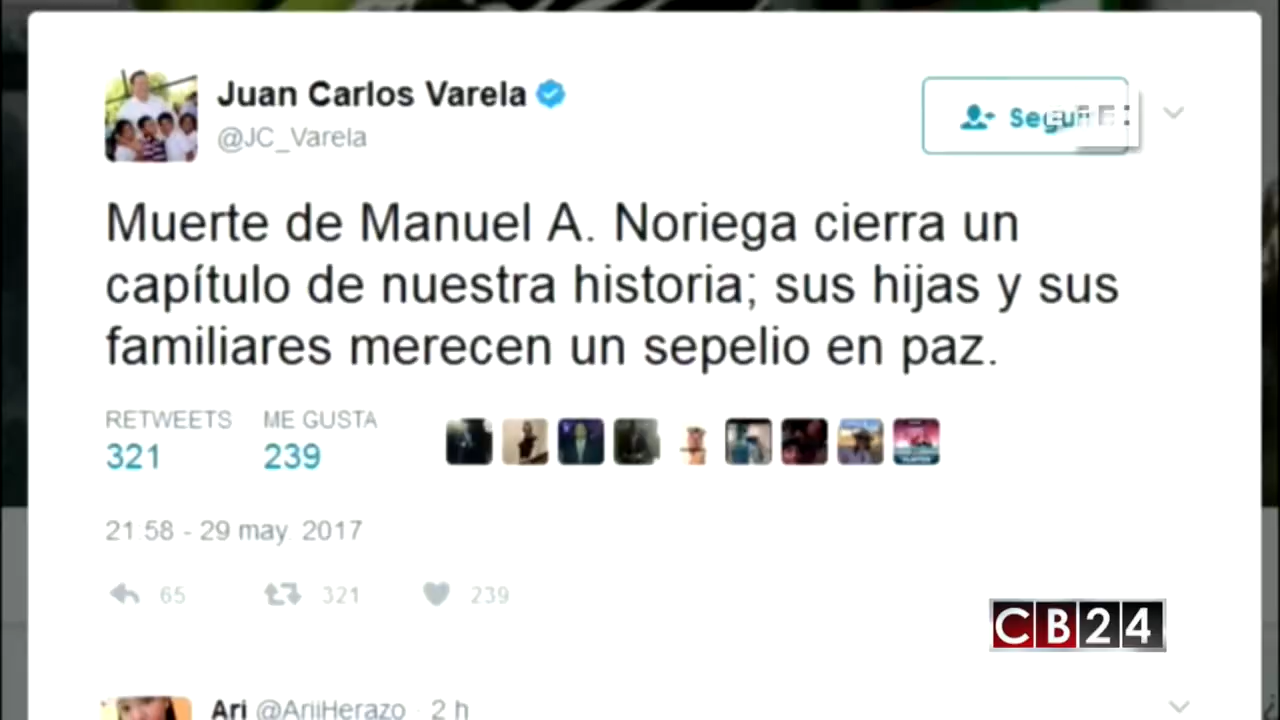 Juan Carlos Varela
@JC_Varela
Muerte de Manuel A. Noriega cierra un
capítulo de nuestra historia; sus hijas y sus
familiares merecen un sepelio en paz.
RETWEETS ME GUSTA
321 239
21:58 - 29 may. 2017
65 321 239
CB24
Ari @AriiHerazo · 2 h